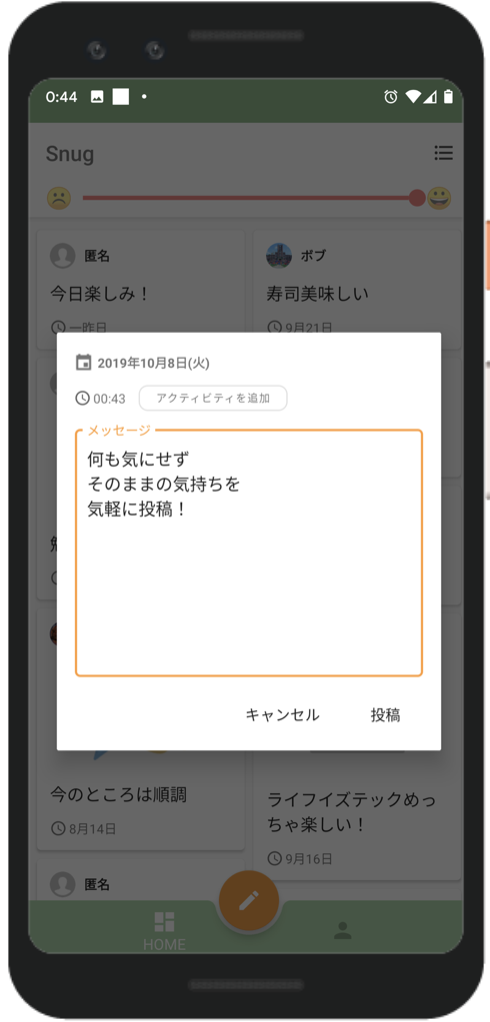 0:44
Snug
匿名
ボブ
今日楽しみ！
寿司美味しい
一昨日
9月21日
2019年10月8日(火)
00:43
アクティビティを追加
メッセージ
何も気にせず
そのままの気持ちを
気軽に投稿！
キャンセル
投稿
今のところは順調
8月14日
ライフイズテックめっ
ちゃ楽しい！
9月16日
匿名
HOME